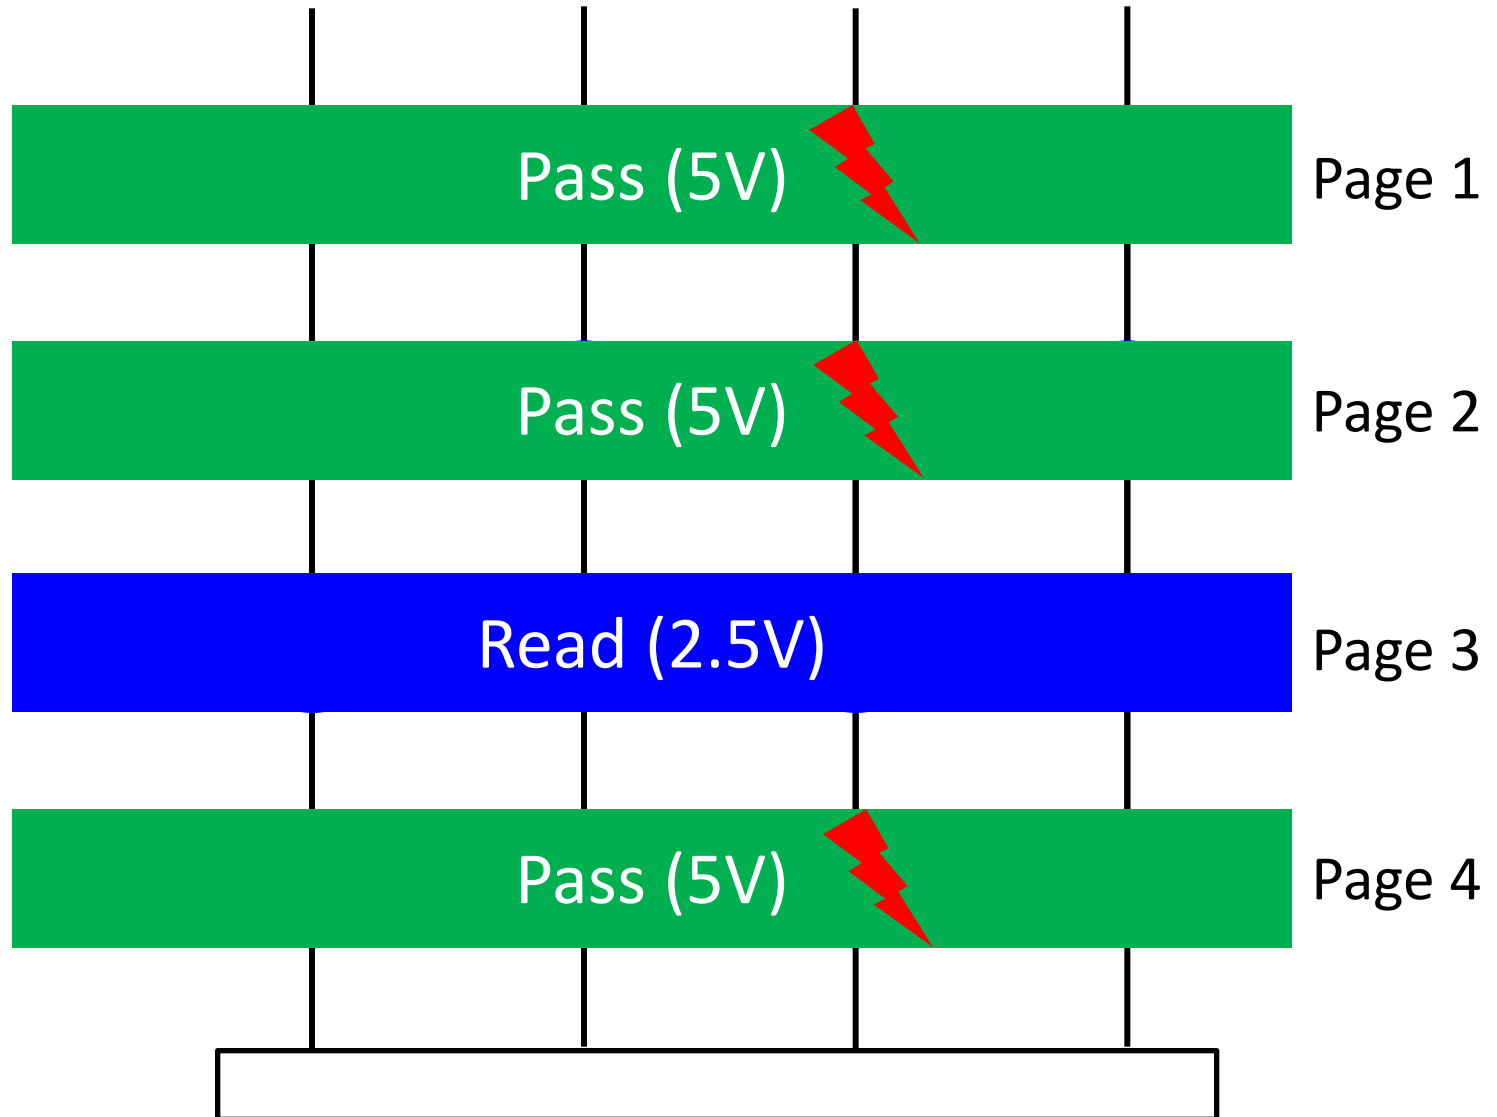 Pass (5V) Page 1
Pass (5V) Page 2
Read (2.5V) Page 3
Pass (5V) Page 4